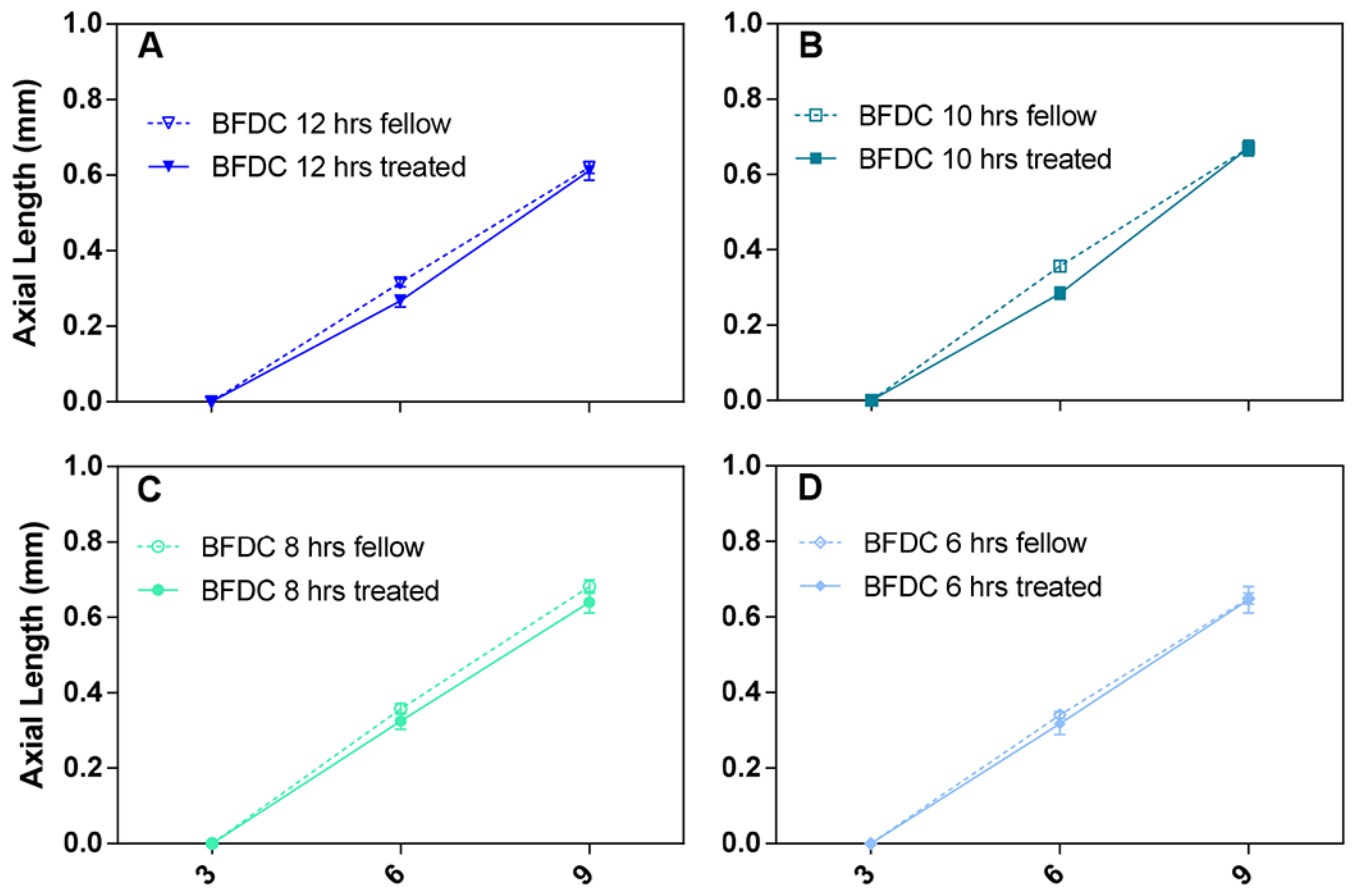 A
B
1.0
0.8
0.6
0.4
0.2
0.0
Axial Length (mm)
BFDC 12 hrs fellow
BFDC 12 hrs treated
1.0
0.8
0.6
0.4
0.2
0.0
BFDC 10 hrs fellow
BFDC 10 hrs treated
C
D
1.0
0.8
0.6
0.4
0.2
0.0
Axial Length (mm)
BFDC 8 hrs fellow
BFDC 8 hrs treated
3
6
9
1.0
0.8
0.6
0.4
0.2
0.0
BFDC 6 hrs fellow
BFDC 6 hrs treated
3
6
9